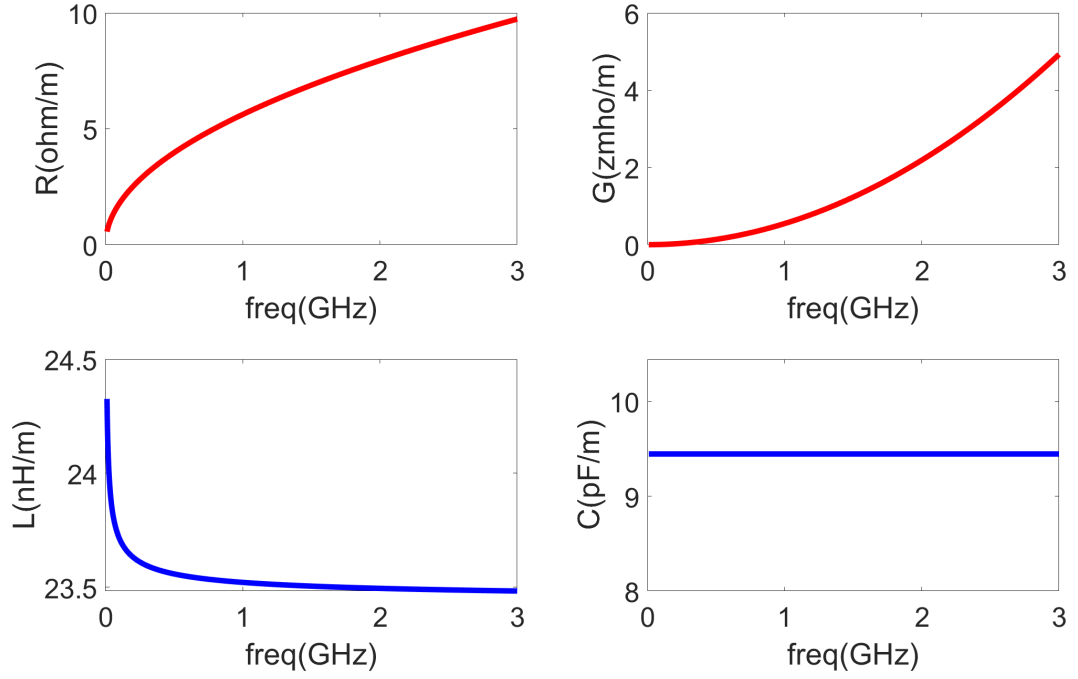 R(ohm/m)
10
5
0
0 1 2 3
freq(GHz)
G(zmho/m)
6
4
2
0
0 1 2 3
freq(GHz)
L(nH/m)
24.5
24
23.5
0 1 2 3
freq(GHz)
C(pF/m)
10
9
8
0 1 2 3
freq(GHz)